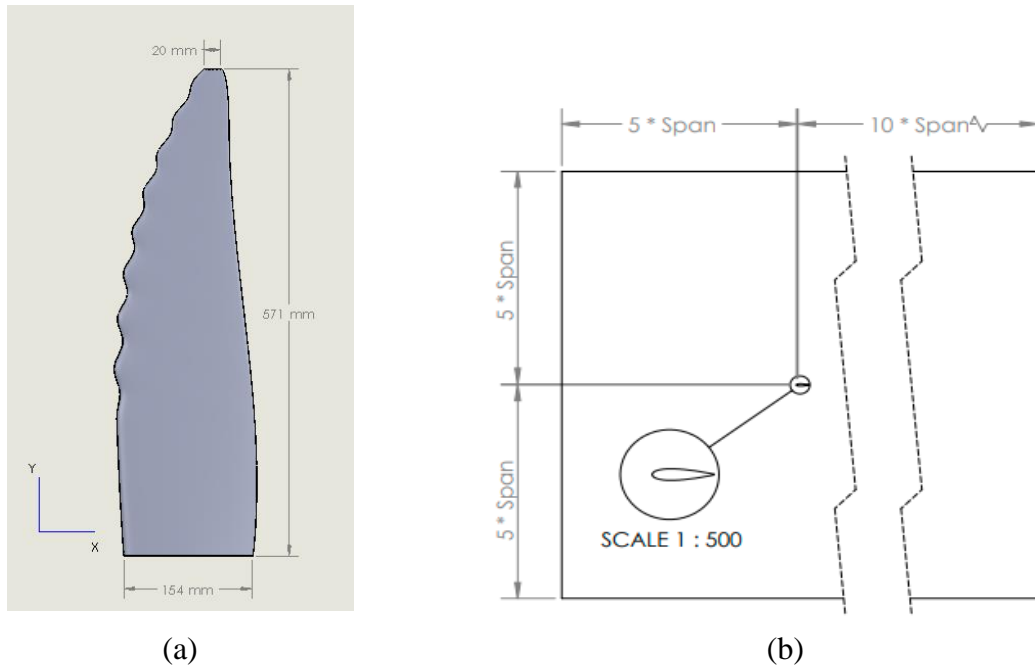 20 mm
571 mm
154 mm
Y
X
(a)
5 * Span
10 * Span
5 * Span
5 * Span
SCALE 1 : 500
(b)